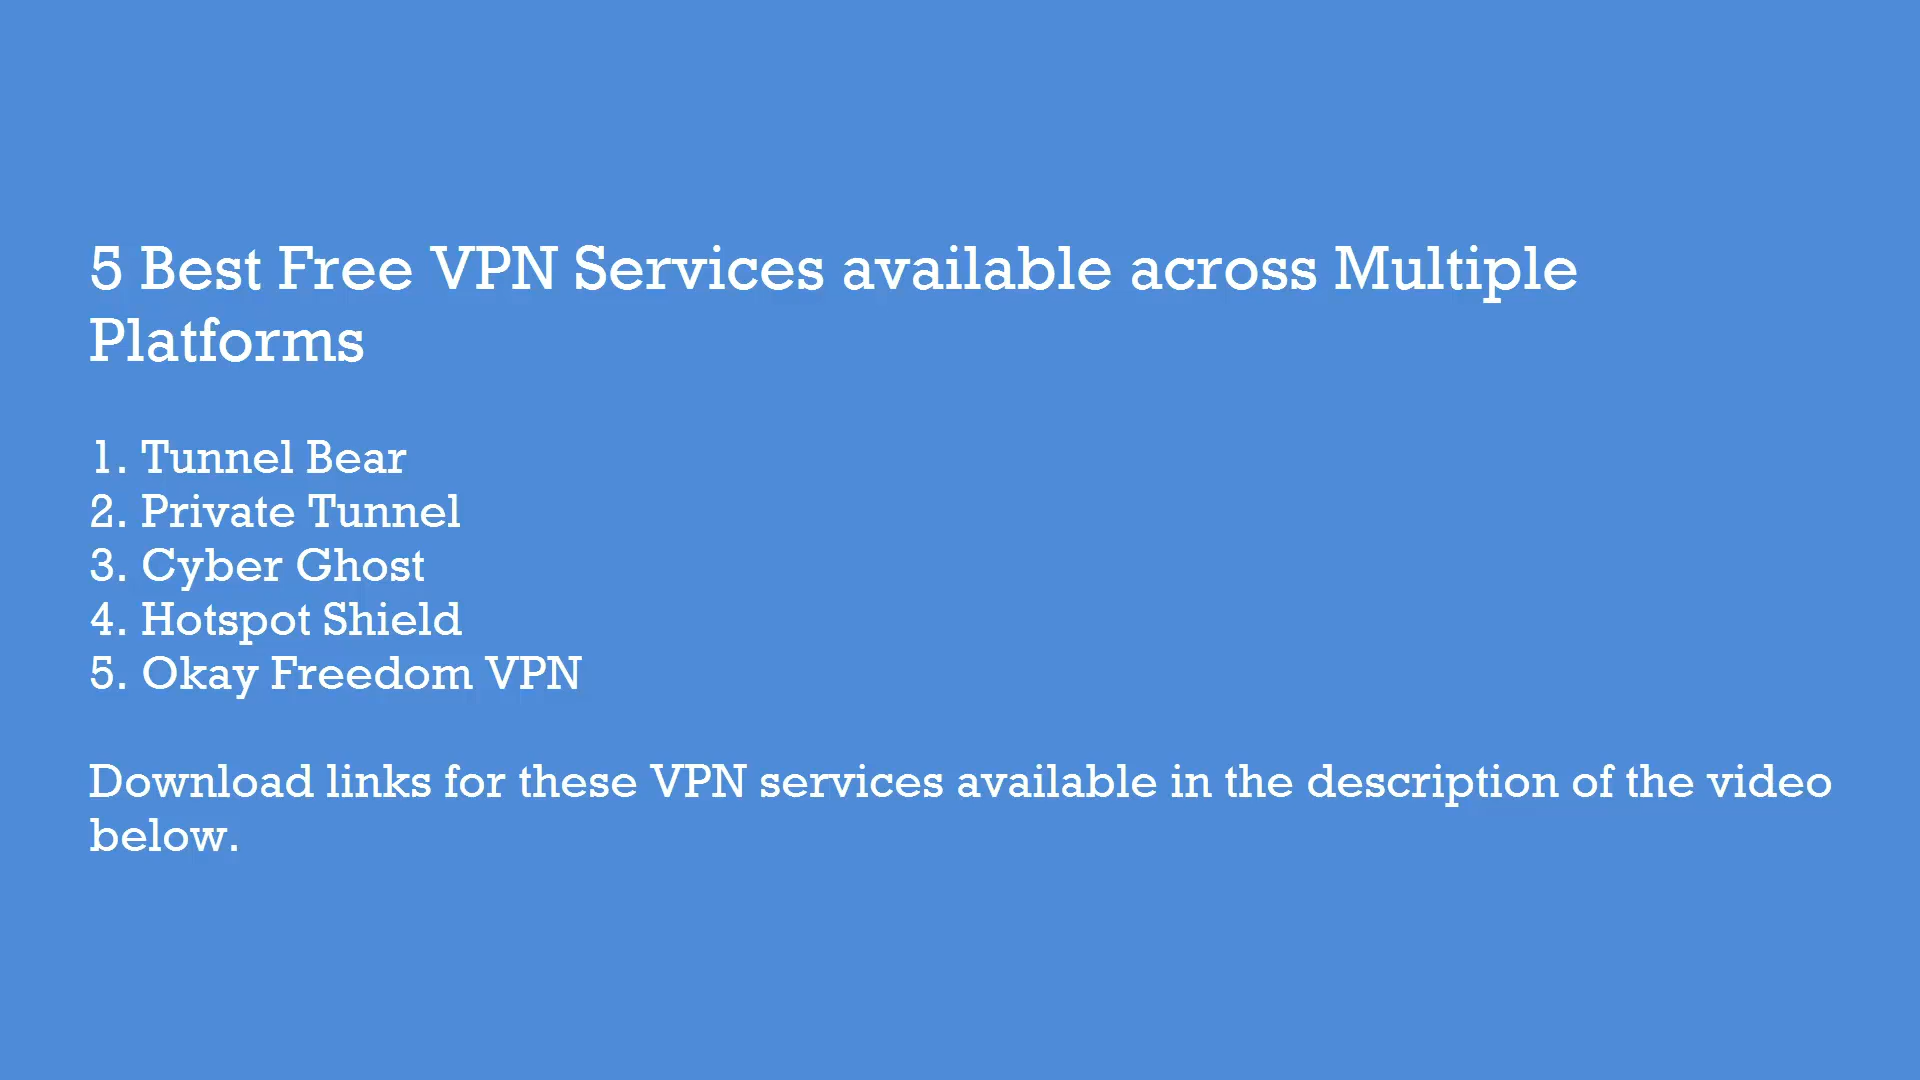 5 Best Free VPN Services available across Multiple
Platforms
1. Tunnel Bear
2. Private Tunnel
3. Cyber Ghost
4. Hotspot Shield
5. Okay Freedom VPN
Download links for these VPN services available in the description of the video
below.